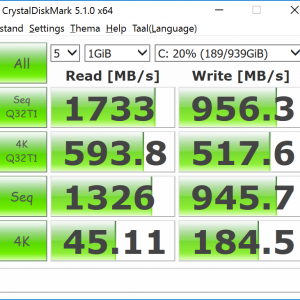 CrystalDiskMark 5.1.0 x64
stand Settings Thema Help Taal(Language)
All 5 1GiB C: 20% (189/939GiB)
Read [MB/s] Write [MB/s]
Seq Q32T1 1733 956.3
4K Q32T1 593.8 517.6
Seq 1326 945.7
4K 45.11 184.5